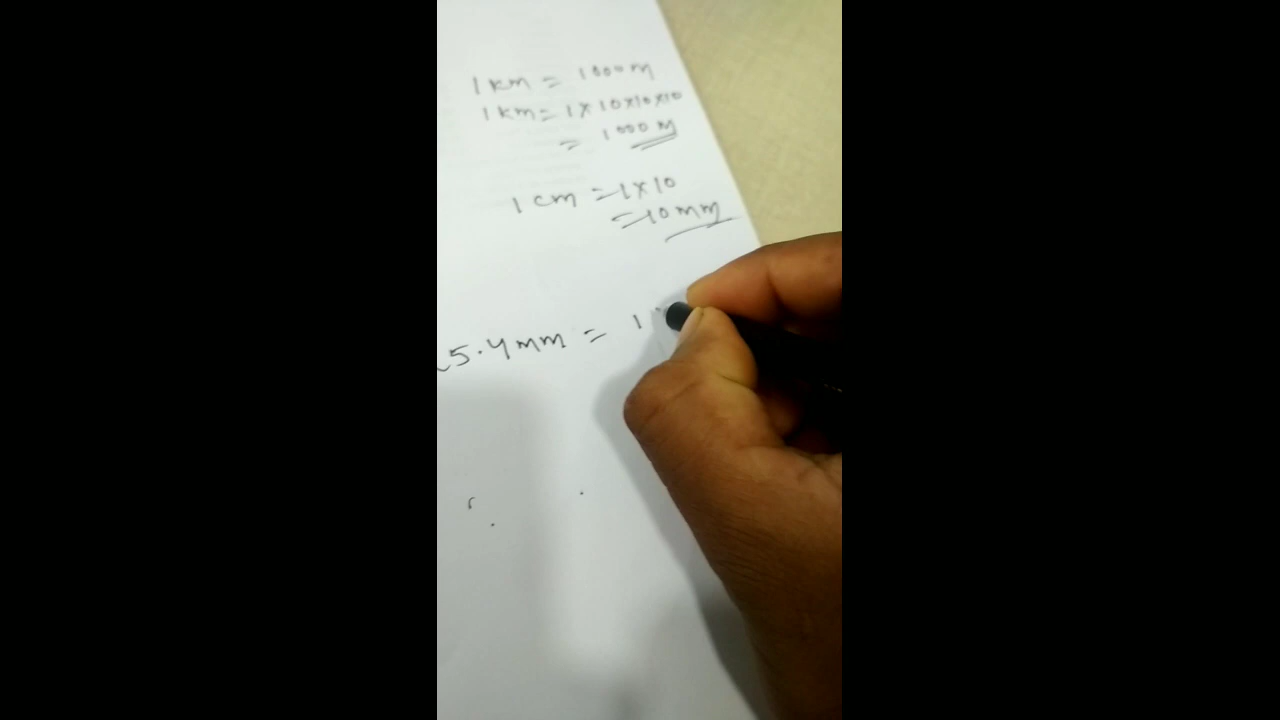 1 km = 1000 m
1 km = 1 x 10 x 10 x 10
= 1000 m
1 cm = 1 x 10
= 10 mm
5.4 mm = 1